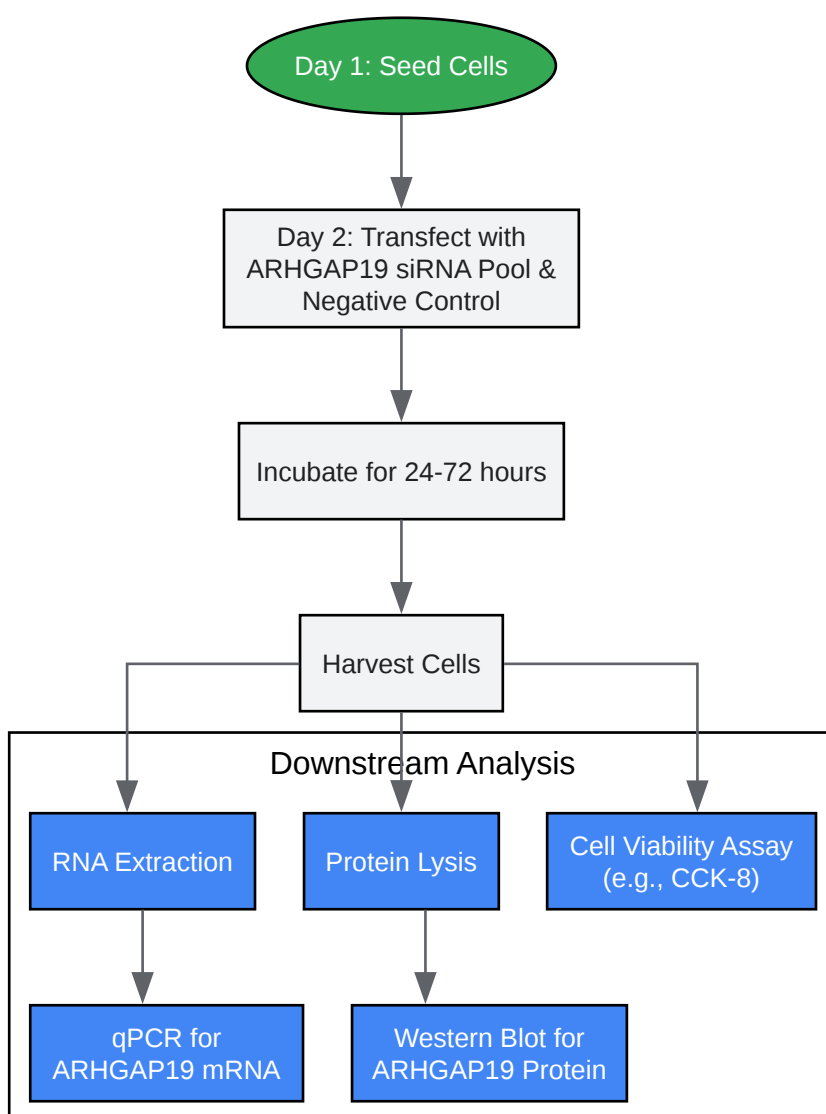 Day 1: Seed Cells
Day 2: Transfect with
ARHGAP19 siRNA Pool &
Negative Control
Incubate for 24-72 hours
Harvest Cells
Downstream Analysis
RNA Extraction
Protein Lysis
Cell Viability Assay
(e.g., CCK-8)
qPCR for
ARHGAP19 mRNA
Western Blot for
ARHGAP19 Protein